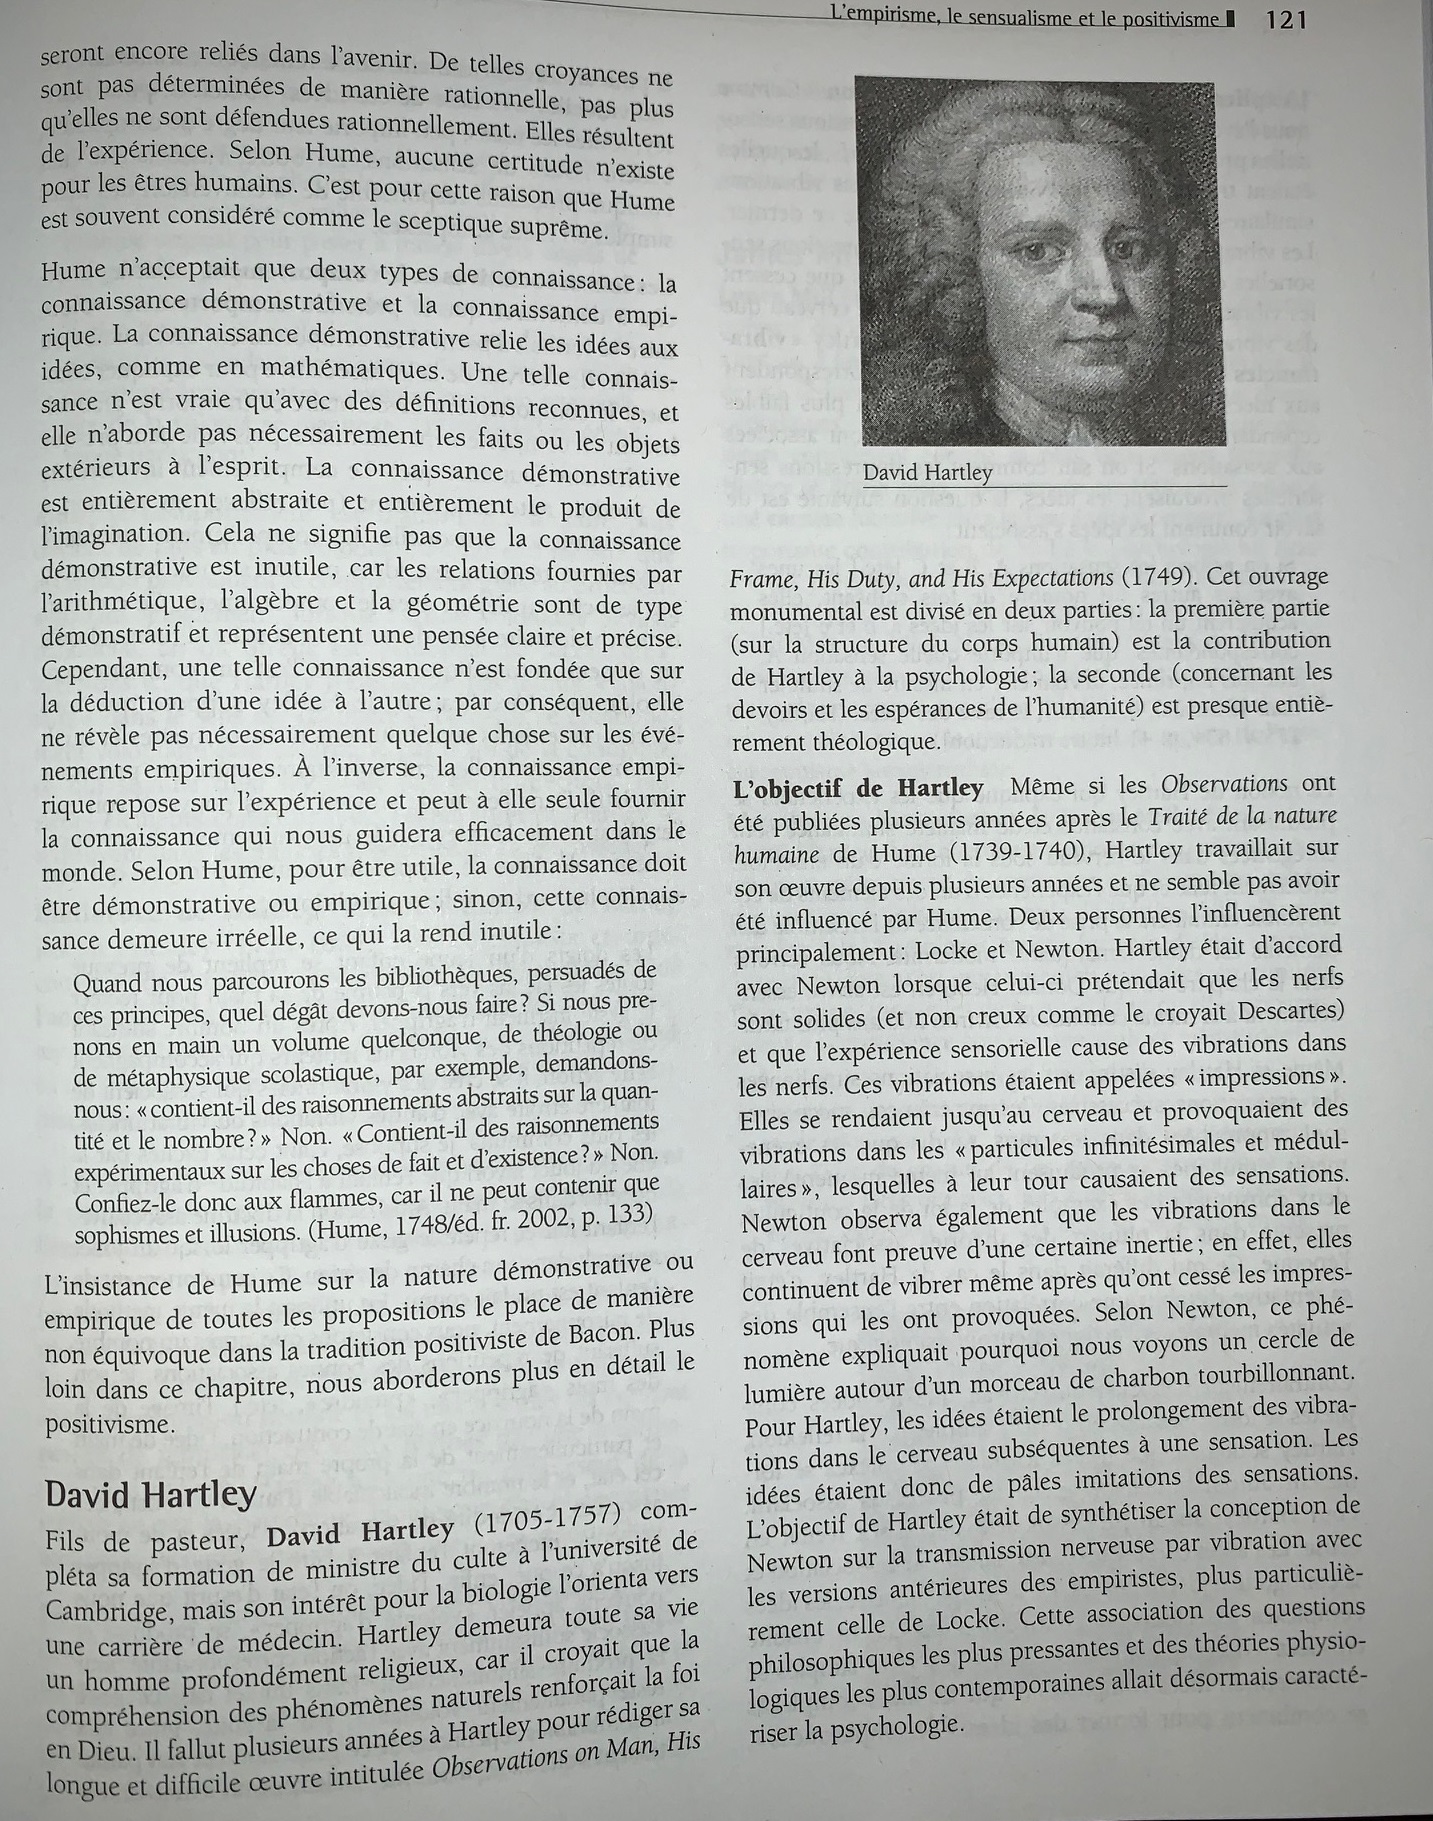 L'empirisme, le sensualisme et le positivisme 121
seront encore reliés dans l'avenir. De telles croyances ne
sont pas déterminées de manière rationnelle, pas plus
qu'elles ne sont défendues rationnellement. Elles résultent
de l'expérience. Selon Hume, aucune certitude n'existe
pour les êtres humains. C'est pour cette raison que Hume
est souvent considéré comme le sceptique suprême.
Hume n'acceptait que deux types de connaissance : la
connaissance démonstrative et la connaissance empi-
rique. La connaissance démonstrative relie les idées aux
idées, comme en mathématiques. Une telle connais-
sance n'est vraie qu'avec des définitions reconnues, et
elle n'aborde pas nécessairement les faits ou les objets
extérieurs à l'esprit. La connaissance démonstrative
est entièrement abstraite et entièrement le produit de
l'imagination. Cela ne signifie pas que la connaissance
démonstrative est inutile, car les relations fournies par
l'arithmétique, l'algèbre et la géométrie sont de type
démonstratif et représentent une pensée claire et précise.
Cependant, une telle connaissance n'est fondée que sur
la déduction d'une idée à l'autre ; par conséquent, elle
ne révèle pas nécessairement quelque chose sur les évé-
nements empiriques. À l'inverse, la connaissance empi-
rique repose sur l'expérience et peut à elle seule fournir
la connaissance qui nous guidera efficacement dans le
monde. Selon Hume, pour être utile, la connaissance doit
être démonstrative ou empirique ; sinon, cette connais-
sance demeure irréelle, ce qui la rend inutile :
Quand nous parcourons les bibliothèques, persuadés de
ces principes, quel dégât devons-nous faire ? Si nous pre-
nons en main un volume quelconque, de théologie ou
de métaphysique scolastique, par exemple, demandons-
nous : « contient-il des raisonnements abstraits sur la quan-
tité et le nombre ? » Non. « Contient-il des raisonnements
expérimentaux sur les choses de fait et d'existence ? » Non.
Confiez-le donc aux flammes, car il ne peut contenir que
sophismes et illusions. (Hume, 1748/éd. fr. 2002, p. 133)
L'insistance de Hume sur la nature démonstrative ou
empirique de toutes les propositions le place de manière
non équivoque dans la tradition positiviste de Bacon. Plus
loin dans ce chapitre, nous aborderons plus en détail le
positivisme.
David Hartley
Fils de pasteur, David Hartley (1705-1757) com-
pléta sa formation de ministre du culte à l'université de
Cambridge, mais son intérêt pour la biologie l'orienta vers
une carrière de médecin. Hartley demeura toute sa vie
un homme profondément religieux, car il croyait que la
compréhension des phénomènes naturels renforçait la foi
en Dieu. Il fallut plusieurs années à Hartley pour rédiger sa
longue et difficile œuvre intitulée Observations on Man, His
David Hartley
Frame, His Duty, and His Expectations (1749). Cet ouvrage
monumental est divisé en deux parties : la première partie
(sur la structure du corps humain) est la contribution
de Hartley à la psychologie ; la seconde (concernant les
devoirs et les espérances de l'humanité) est presque entiè-
rement théologique.
L'objectif de Hartley Même si les Observations ont
été publiées plusieurs années après le Traité de la nature
humaine de Hume (1739-1740), Hartley travaillait sur
son œuvre depuis plusieurs années et ne semble pas avoir
été influencé par Hume. Deux personnes l'influencèrent
principalement : Locke et Newton. Hartley était d'accord
avec Newton lorsque celui-ci prétendait que les nerfs
sont solides (et non creux comme le croyait Descartes)
et que l'expérience sensorielle cause des vibrations dans
les nerfs. Ces vibrations étaient appelées « impressions ».
Elles se rendaient jusqu'au cerveau et provoquaient des
vibrations dans les « particules infinitésimales et médul-
laires », lesquelles à leur tour causaient des sensations.
Newton observa également que les vibrations dans le
cerveau font preuve d'une certaine inertie ; en effet, elles
continuent de vibrer même après qu'ont cessé les impres-
sions qui les ont provoquées. Selon Newton, ce phé-
nomène expliquait pourquoi nous voyons un cercle de
lumière autour d'un morceau de charbon tourbillonnant.
Pour Hartley, les idées étaient le prolongement des vibra-
tions dans le cerveau subséquentes à une sensation. Les
idées étaient donc de pâles imitations des sensations.
L'objectif de Hartley était de synthétiser la conception de
Newton sur la transmission nerveuse par vibration avec
les versions antérieures des empiristes, plus particuliè-
rement celle de Locke. Cette association des questions
philosophiques les plus pressantes et des théories physio-
logiques les plus contemporaines allait désormais caracté-
riser la psychologie.